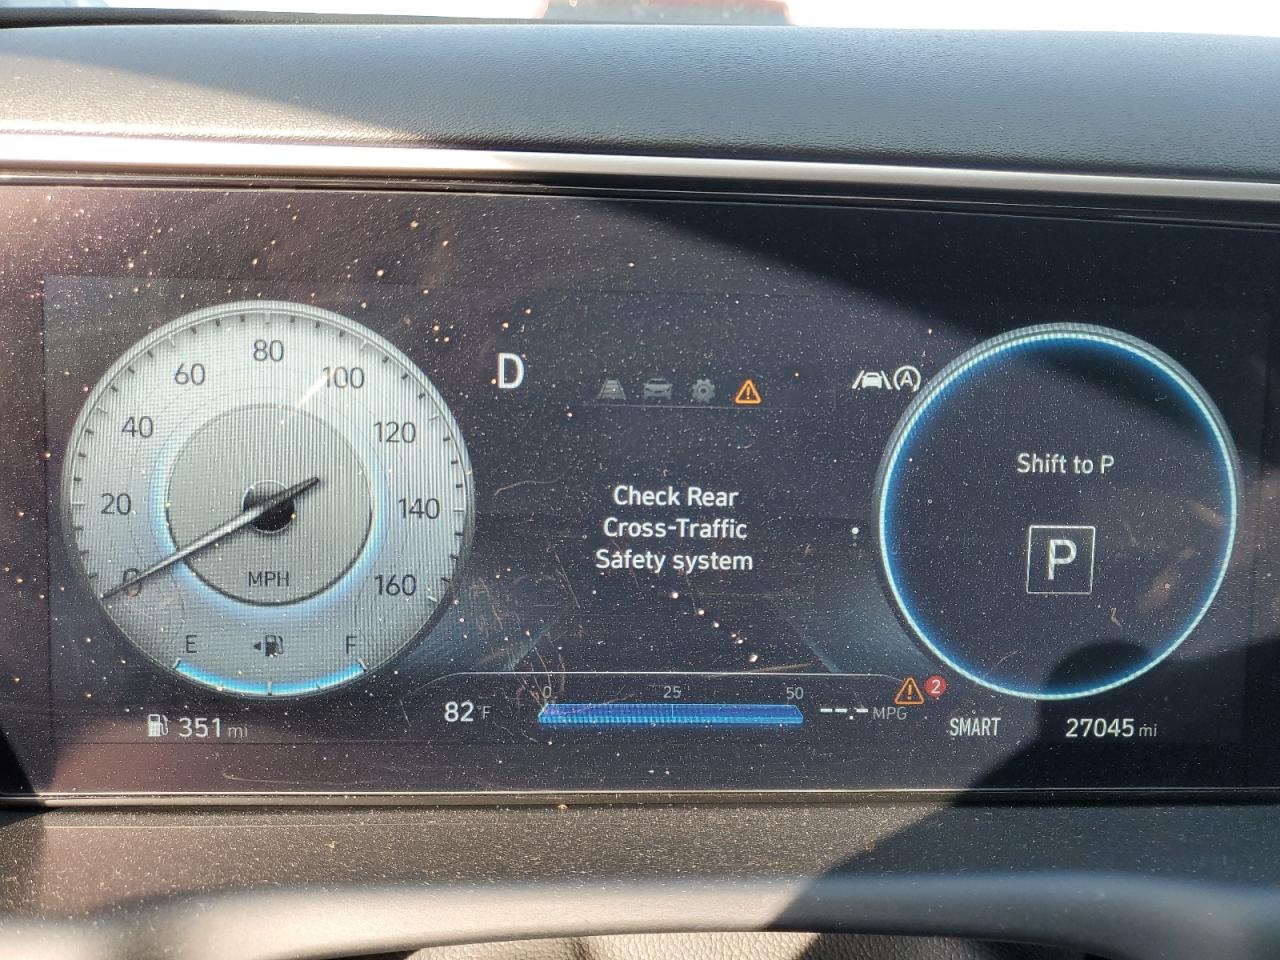 80
60
100
40
120
20
140
0
160
MPH
E
F
351 mi
D
A
Check Rear
Cross-Traffic
Safety system
Shift to P
P
2
0 25 50
82°F
--.- MPG
SMART
27045 mi